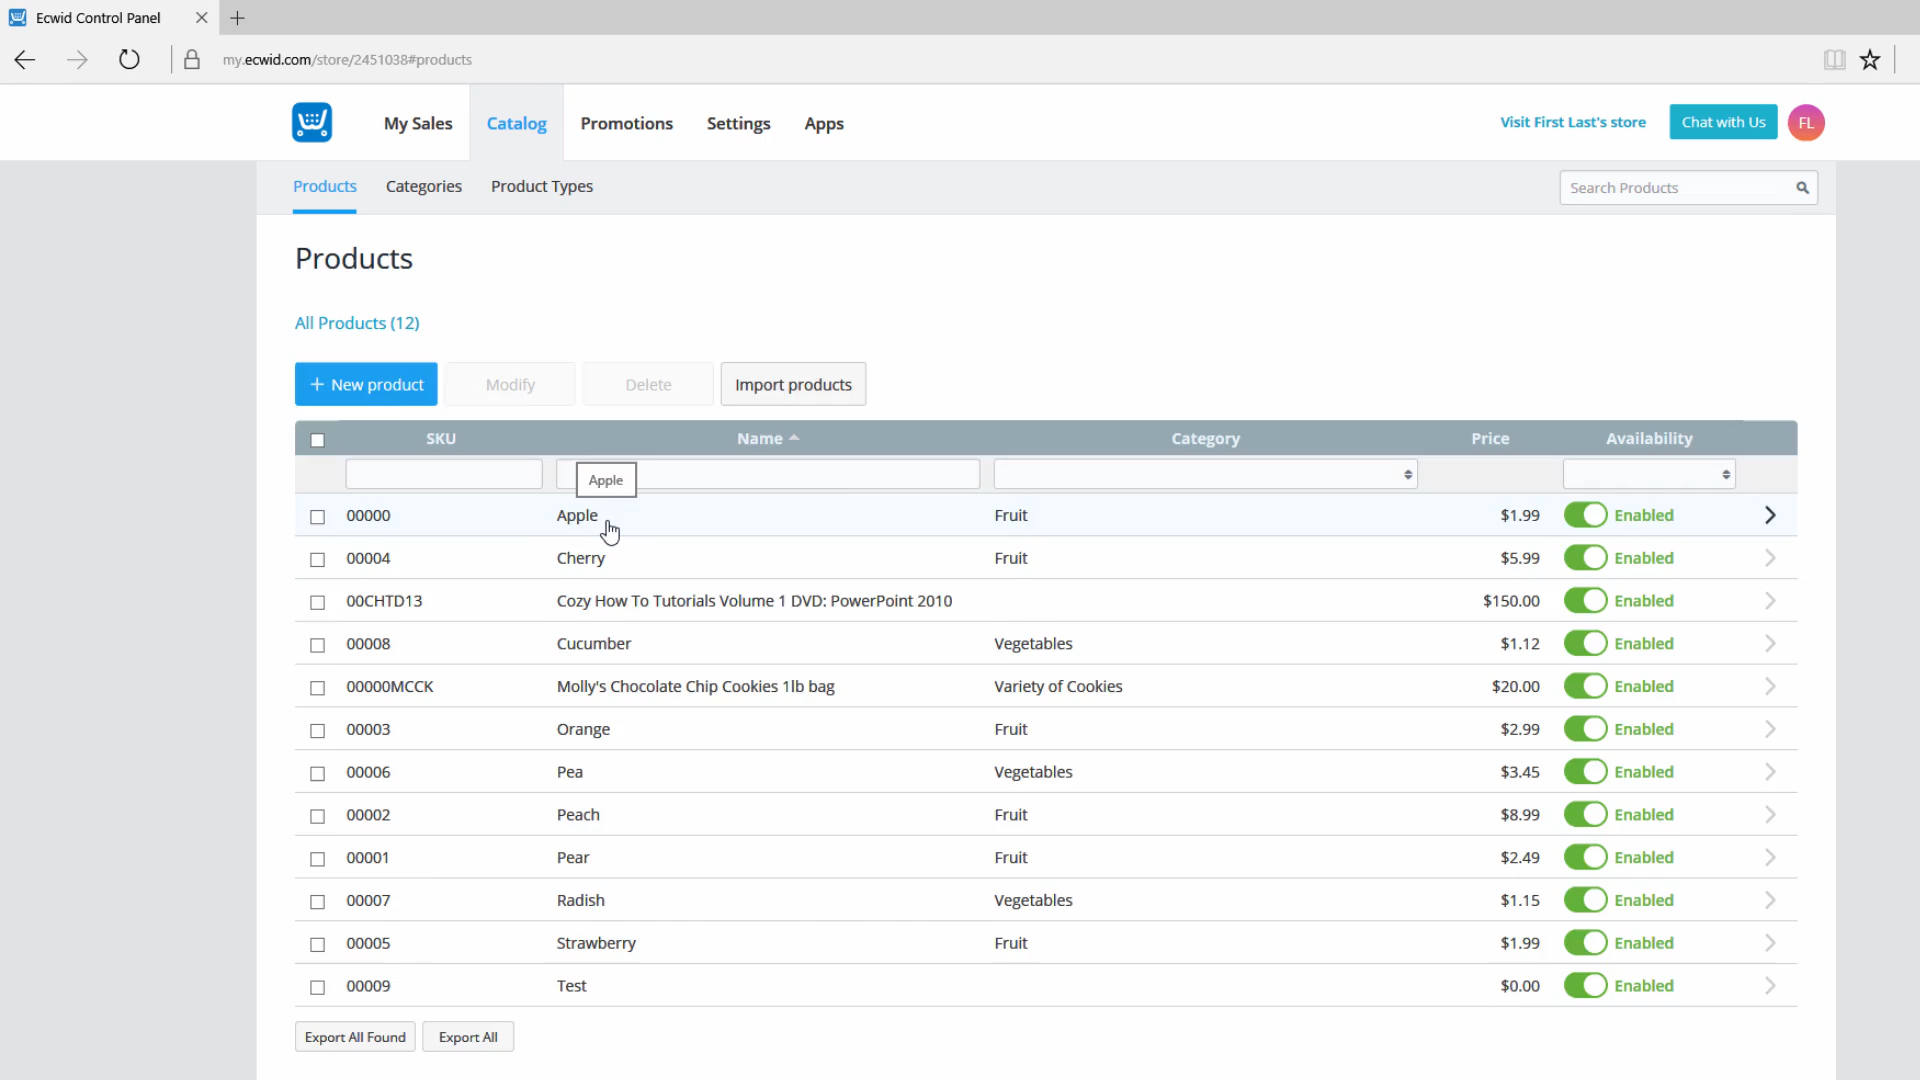 Ecwid Control Panel
my.ecwid.com/store/2451038#products
My Sales Catalog Promotions Settings Apps Visit First Last's store Chat with Us FL
Products Categories Product Types Search Products
Products
All Products (12)
+ New product Modify Delete Import products
SKU Name Category Price Availability
Apple
00000 Apple Fruit $1.99 Enabled
00004 Cherry Fruit $5.99 Enabled
00CHTD13 Cozy How To Tutorials Volume 1 DVD: PowerPoint 2010 $150.00 Enabled
00008 Cucumber Vegetables $1.12 Enabled
00000MCCK Molly's Chocolate Chip Cookies 1lb bag Variety of Cookies $20.00 Enabled
00003 Orange Fruit $2.99 Enabled
00006 Pea Vegetables $3.45 Enabled
00002 Peach Fruit $8.99 Enabled
00001 Pear Fruit $2.49 Enabled
00007 Radish Vegetables $1.15 Enabled
00005 Strawberry Fruit $1.99 Enabled
00009 Test $0.00 Enabled
Export All Found Export All